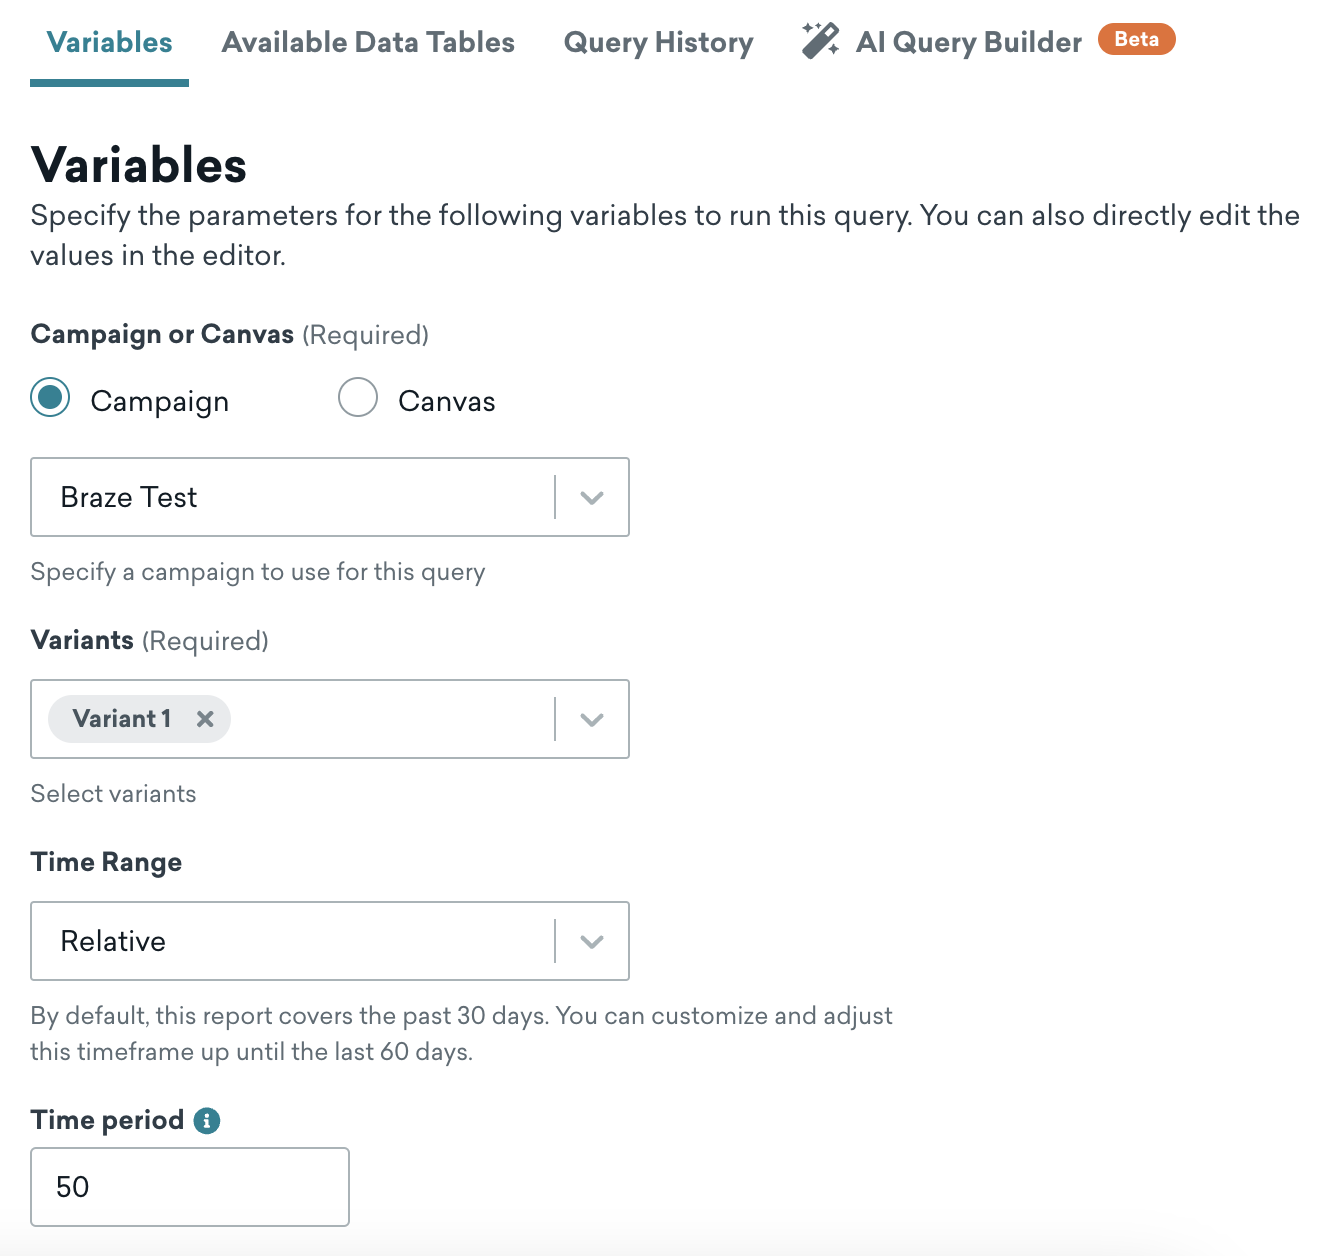 Variables Available Data Tables Query History AI Query Builder Beta
Variables
Specify the parameters for the following variables to run this query. You can also directly edit the
values in the editor.
Campaign or Canvas (Required)
Campaign Canvas
Braze Test
Specify a campaign to use for this query
Variants (Required)
Variant 1
Select variants
Time Range
Relative
By default, this report covers the past 30 days. You can customize and adjust
this timeframe up until the last 60 days.
Time period
50